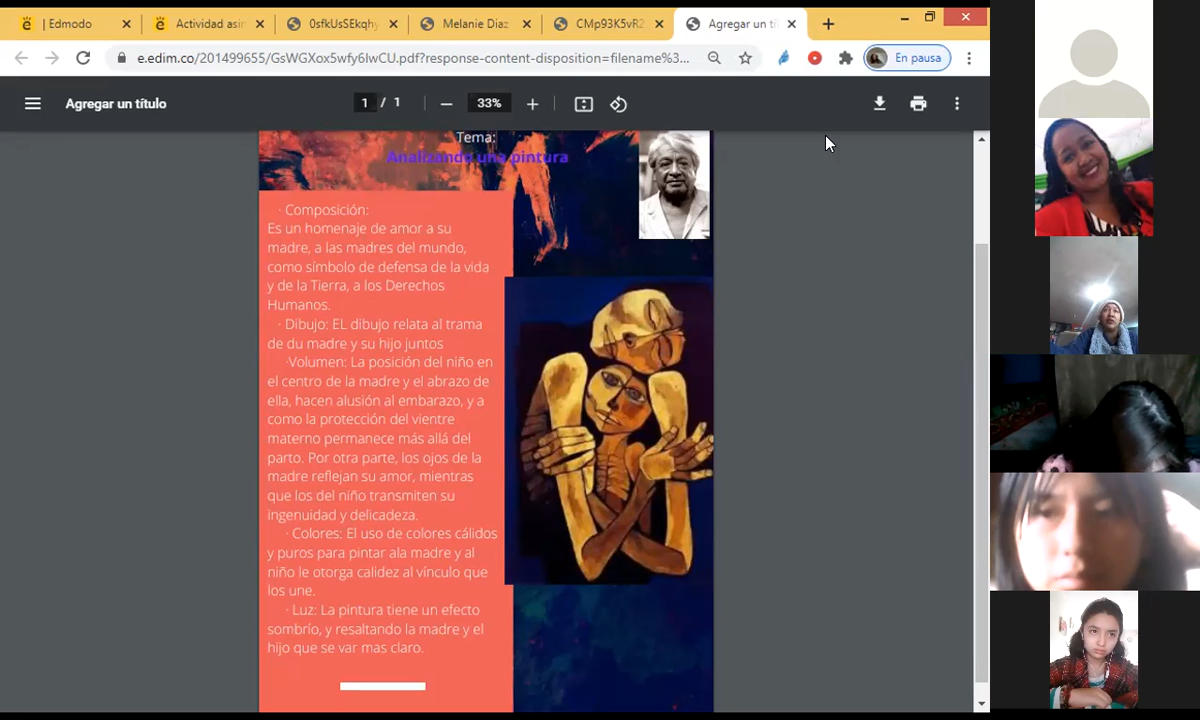 Edmodo
Actividad asin
0sfkUsSEkqhy
Melanie Diaz
CMp93K5vR2
Agregar un tí
e.edim.co/201499655/GsWGXox5wfy6IwCU.pdf?response-content-disposition=filename%3...
En pausa
Agregar un título
1 / 1
33%
Tema:
Analizando una pintura
· Composición:
Es un homenaje de amor a su
madre, a las madres del mundo,
como símbolo de defensa de la vida
y de la Tierra, a los Derechos
Humanos.
· Dibujo: EL dibujo relata al trama
de du madre y su hijo juntos
·Volumen: La posición del niño en
el centro de la madre y el abrazo de
ella, hacen alusión al embarazo, y a
como la protección del vientre
materno permanece más allá del
parto. Por otra parte, los ojos de la
madre reflejan su amor, mientras
que los del niño transmiten su
ingenuidad y delicadeza.
· Colores: El uso de colores cálidos
y puros para pintar ala madre y al
niño le otorga calidez al vínculo que
los une.
· Luz: La pintura tiene un efecto
sombrío, y resaltando la madre y el
hijo que se var mas claro.